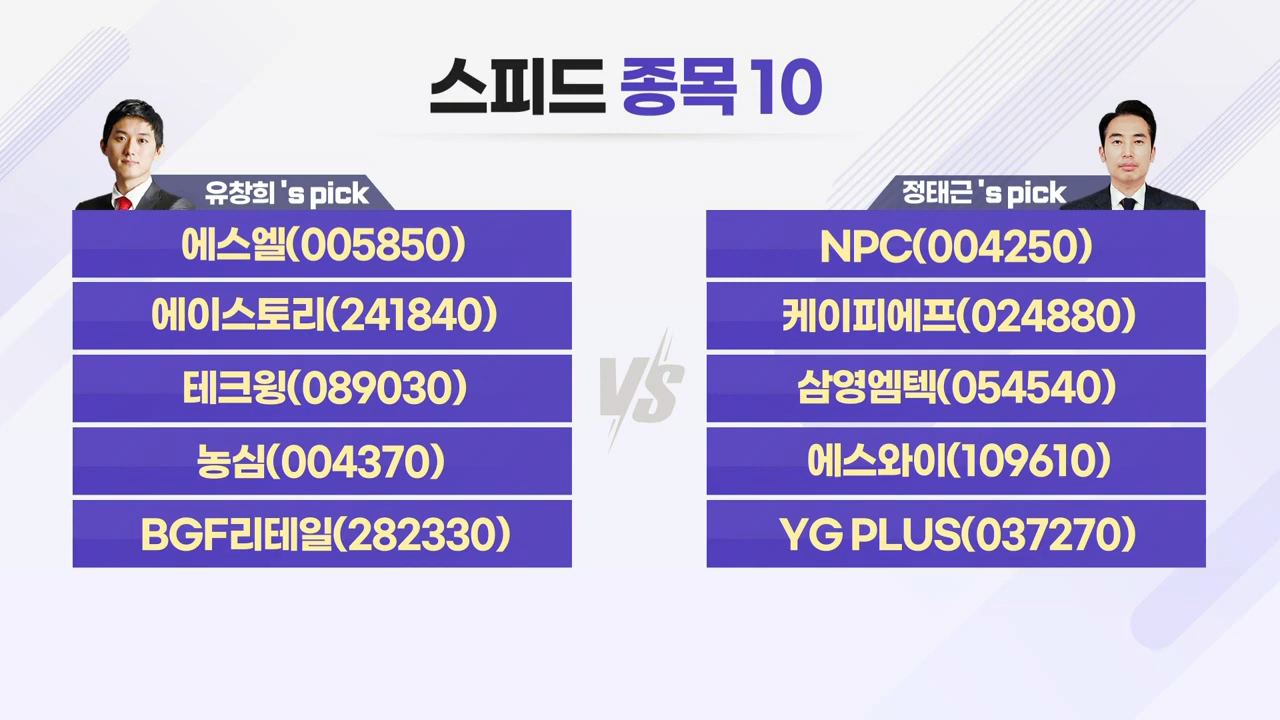 스피드 종목 10
유창희 's pick
에스엘(005850)
에이스토리(241840)
테크윙(089030)
농심(004370)
BGF리테일(282330)
VS
정태근 's pick
NPC(004250)
케이피에프(024880)
삼영엠텍(054540)
에스와이(109610)
YG PLUS(037270)